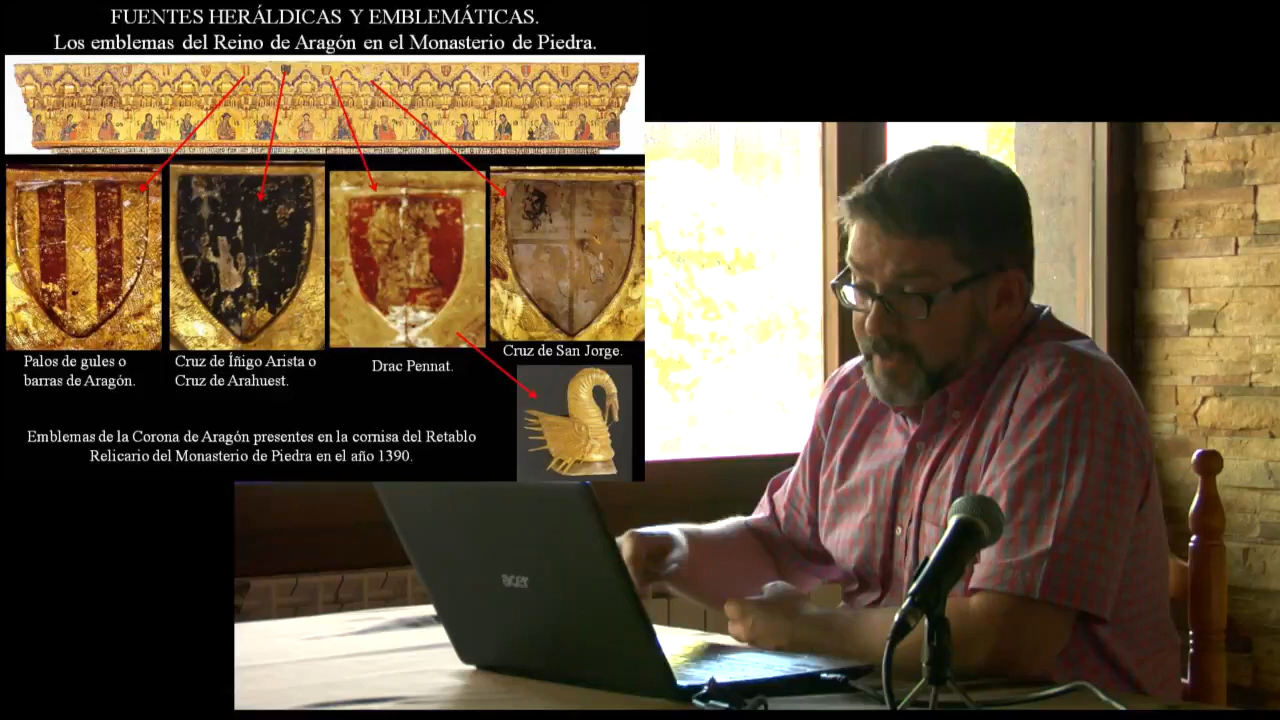 FUENTES HERÁLDICAS Y EMBLEMÁTICAS.
Los emblemas del Reino de Aragón en el Monasterio de Piedra.
Palos de gules o
barras de Aragón.
Cruz de Íñigo Arista o
Cruz de Arahuest.
Drac Pennat.
Cruz de San Jorge.
Emblemas de la Corona de Aragón presentes en la cornisa del Retablo
Relicario del Monasterio de Piedra en el año 1390.
acer